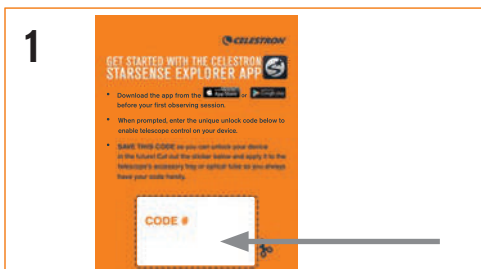 1
CELESTRON
GET STARTED WITH THE CELESTRON
STARSENSE EXPLORER APP
• Download the app from the App Store or Google play
before your first observing session.
• When prompted, enter the unique unlock code below to
enable telescope control on your device.
• SAVE THIS CODE so you can unlock your device
in the future! Cut out the sticker below and apply it to the
telescope's accessory tray or optical tube so you always
have your code handy.
CODE #